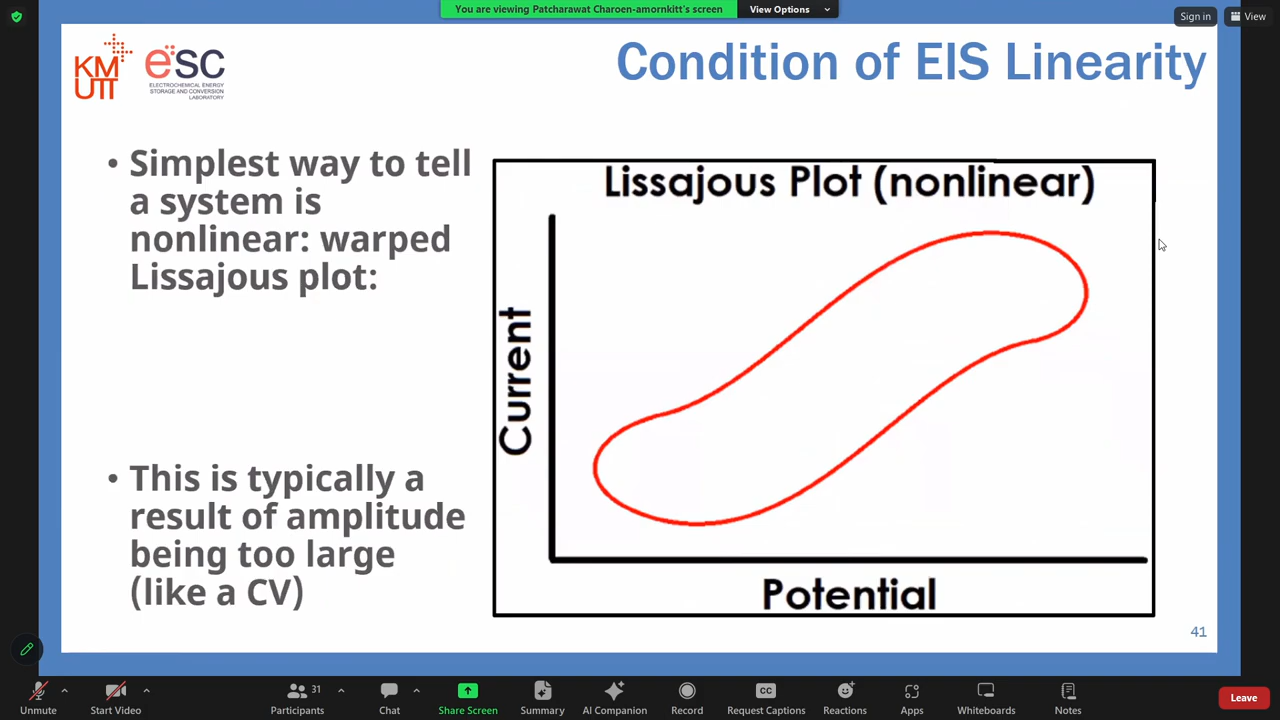 You are viewing Patcharawat Charoen-amornkitt's screen
View Options
Sign in
View
KM
UTT
esc
ELECTROCHEMICAL ENERGY
STORAGE AND CONVERSION
LABORATORY
Condition of EIS Linearity
• Simplest way to tell
a system is
nonlinear: warped
Lissajous plot:
• This is typically a
result of amplitude
being too large
(like a CV)
Lissajous Plot (nonlinear)
Current
Potential
41
Unmute
Start Video
31
Participants
Chat
Share Screen
Summary
AI Companion
Record
CC
Request Captions
Reactions
Apps
Whiteboards
Notes
Leave